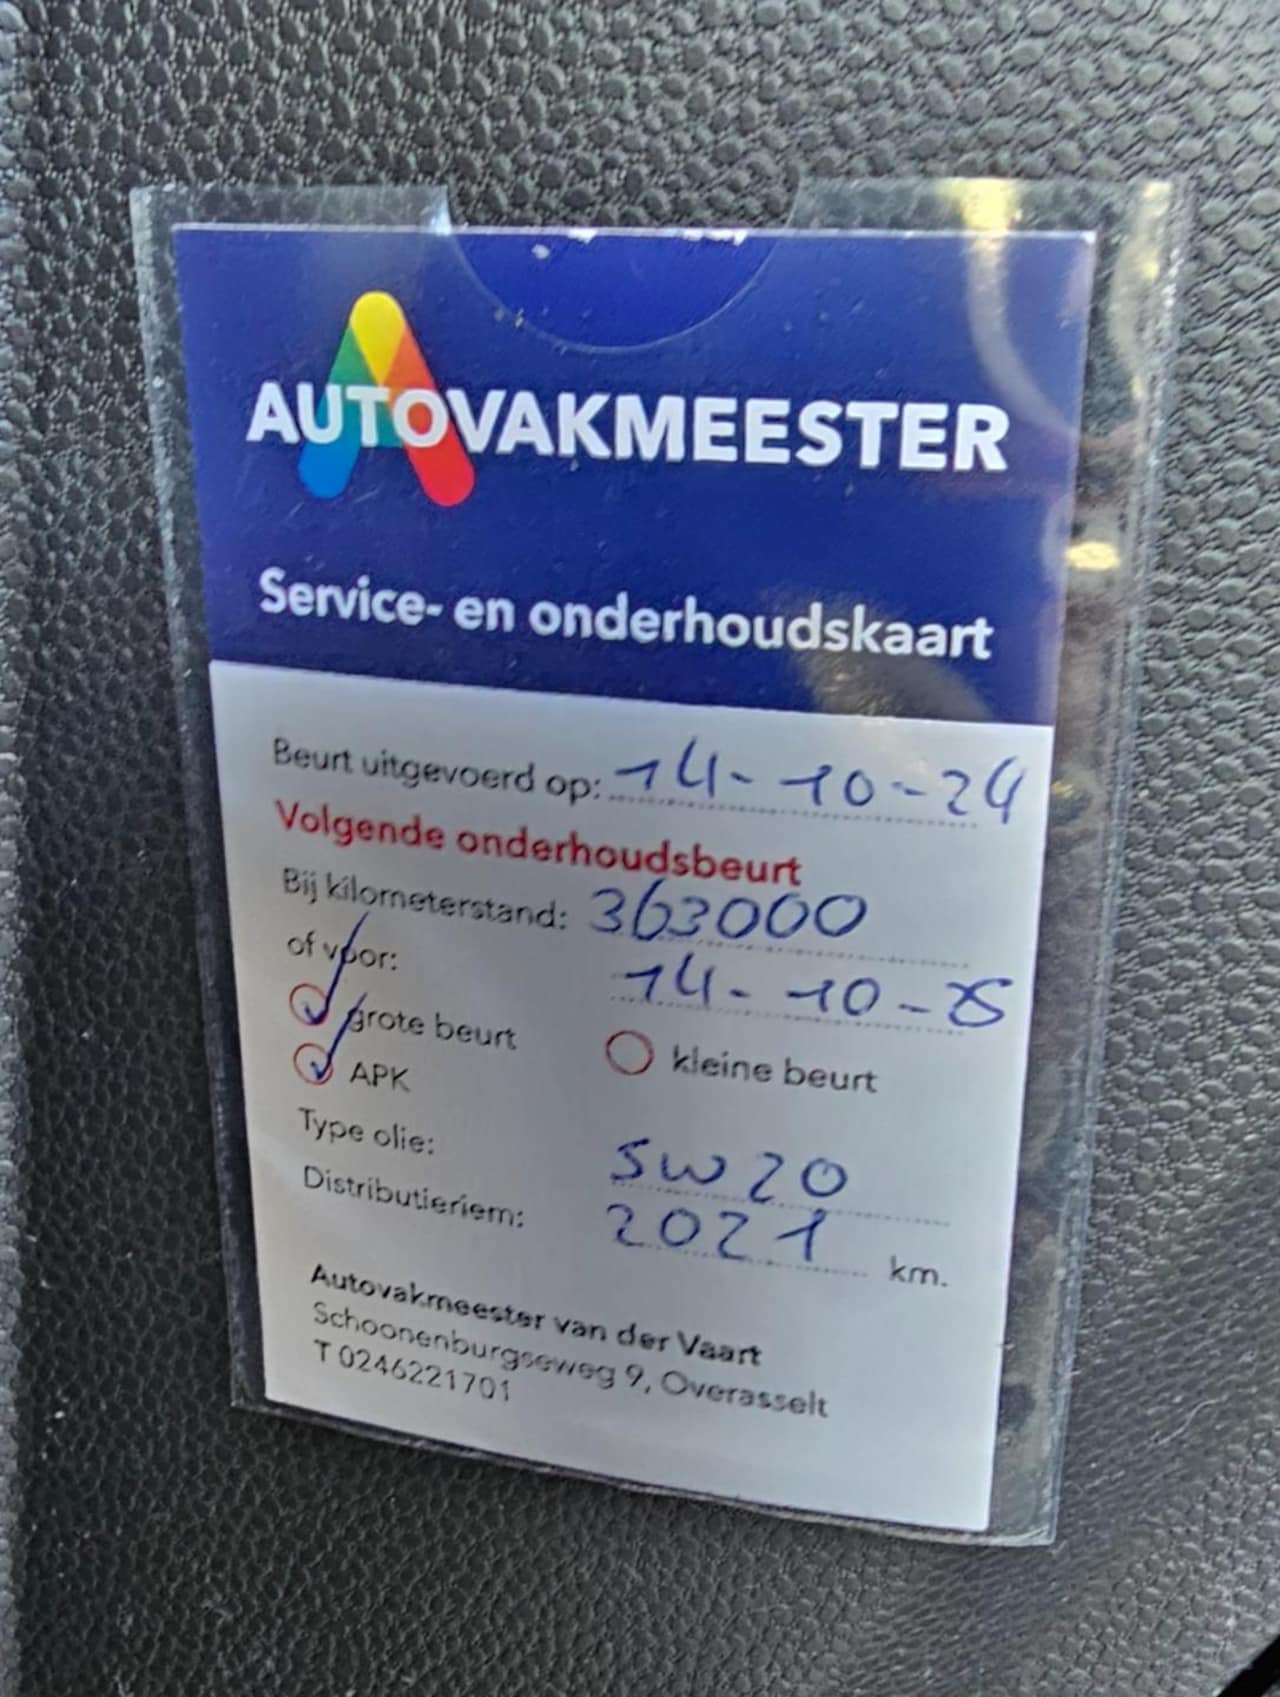 AUTOVAKMEESTER
Service- en onderhoudskaart
Beurt uitgevoerd op: 14-10-24
Volgende onderhoudsbeurt
Bij kilometerstand: 363000
of voor: 14-10-25
grote beurt kleine beurt
APK
Type olie: 5W20
Distributieriem: 2021 km.
Autovakmeester van der Vaart
Schoonenburgseweg 9, Overasselt
T 0246221701